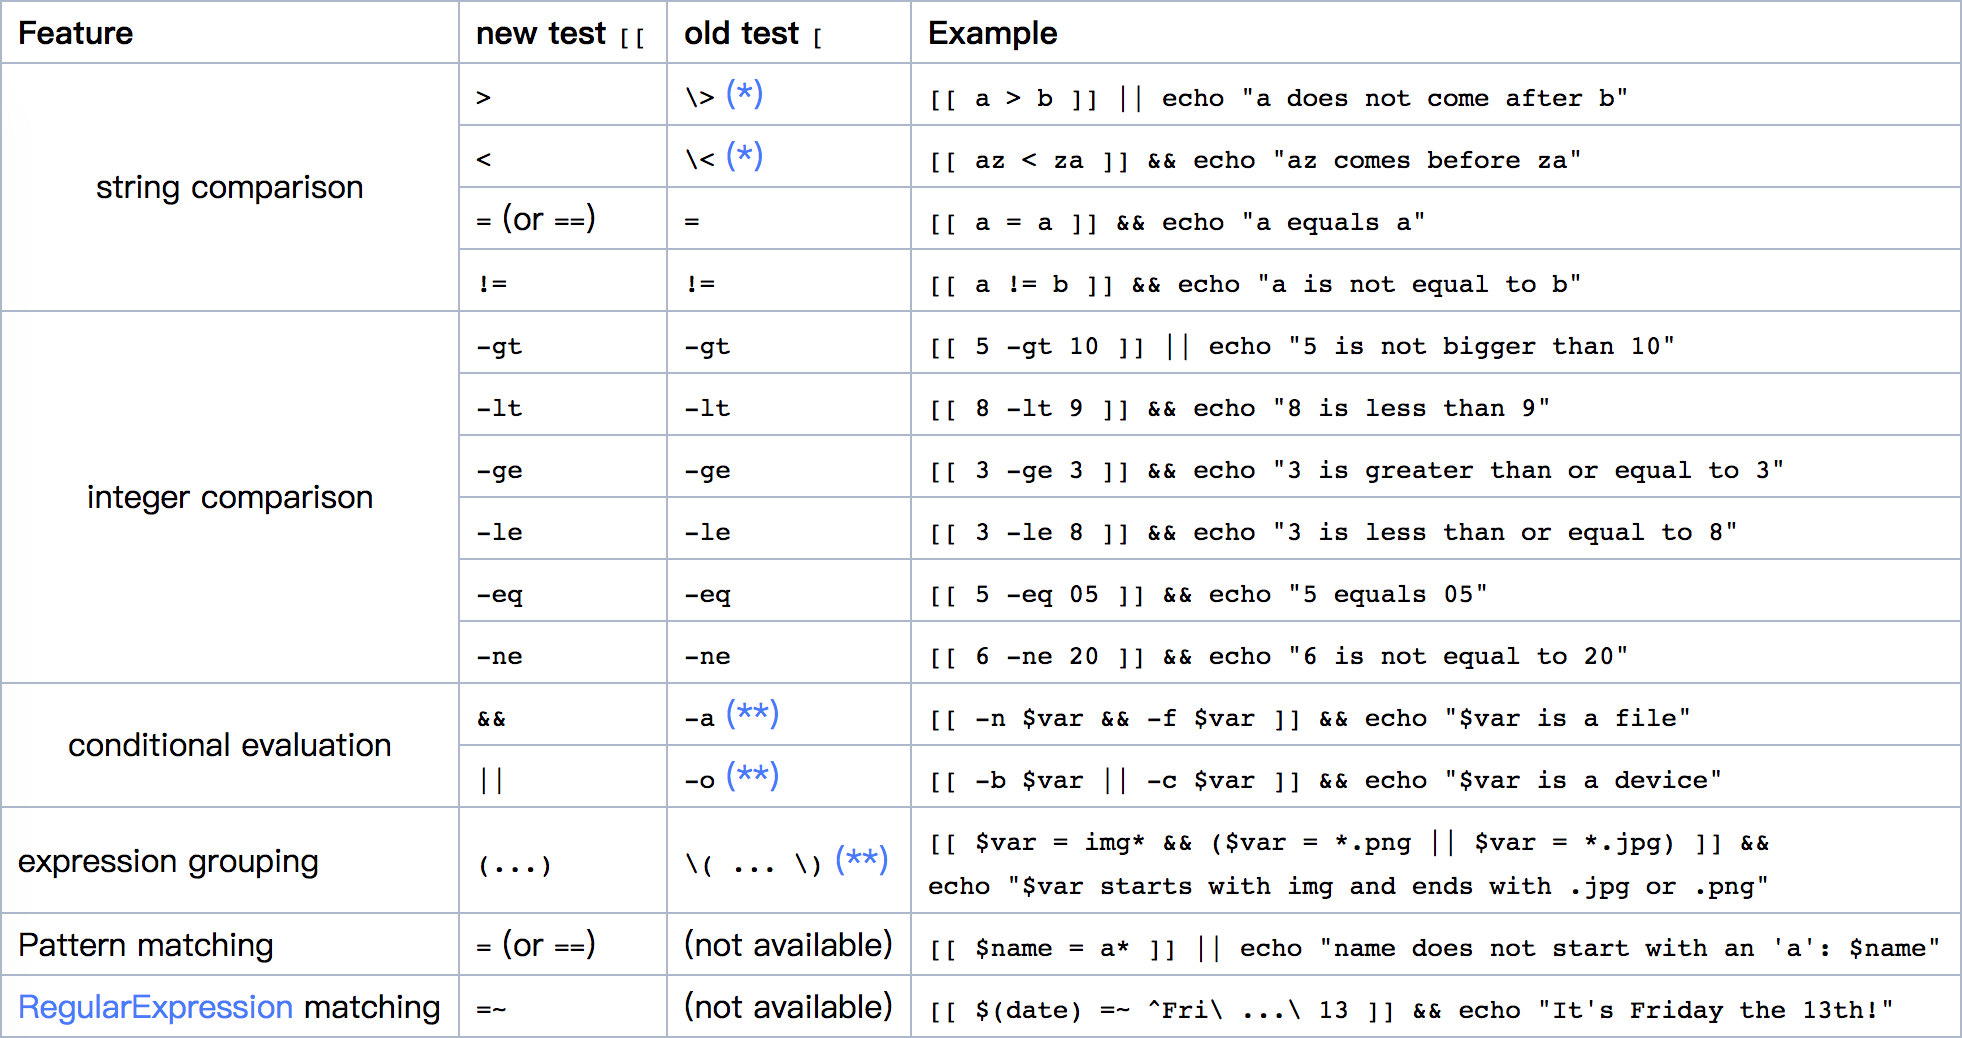 Feature new test [[ old test [ Example
string comparison
> \> (*) [[ a > b ]] || echo "a does not come after b"
< \< (*) [[ az < za ]] && echo "az comes before za"
= (or ==) = [[ a = a ]] && echo "a equals a"
!= != [[ a != b ]] && echo "a is not equal to b"
integer comparison
-gt -gt [[ 5 -gt 10 ]] || echo "5 is not bigger than 10"
-lt -lt [[ 8 -lt 9 ]] && echo "8 is less than 9"
-ge -ge [[ 3 -ge 3 ]] && echo "3 is greater than or equal to 3"
-le -le [[ 3 -le 8 ]] && echo "3 is less than or equal to 8"
-eq -eq [[ 5 -eq 05 ]] && echo "5 equals 05"
-ne -ne [[ 6 -ne 20 ]] && echo "6 is not equal to 20"
conditional evaluation
&& -a (**) [[ -n $var && -f $var ]] && echo "$var is a file"
|| -o (**) [[ -b $var || -c $var ]] && echo "$var is a device"
expression grouping (...) \( ... \) (**) [[ $var = img* && ($var = *.png || $var = *.jpg) ]] &&
echo "$var starts with img and ends with .jpg or .png"
Pattern matching = (or ==) (not available) [[ $name = a* ]] || echo "name does not start with an 'a': $name"
RegularExpression matching =~ (not available) [[ $(date) =~ ^Fri\ ...\ 13 ]] && echo "It's Friday the 13th!"